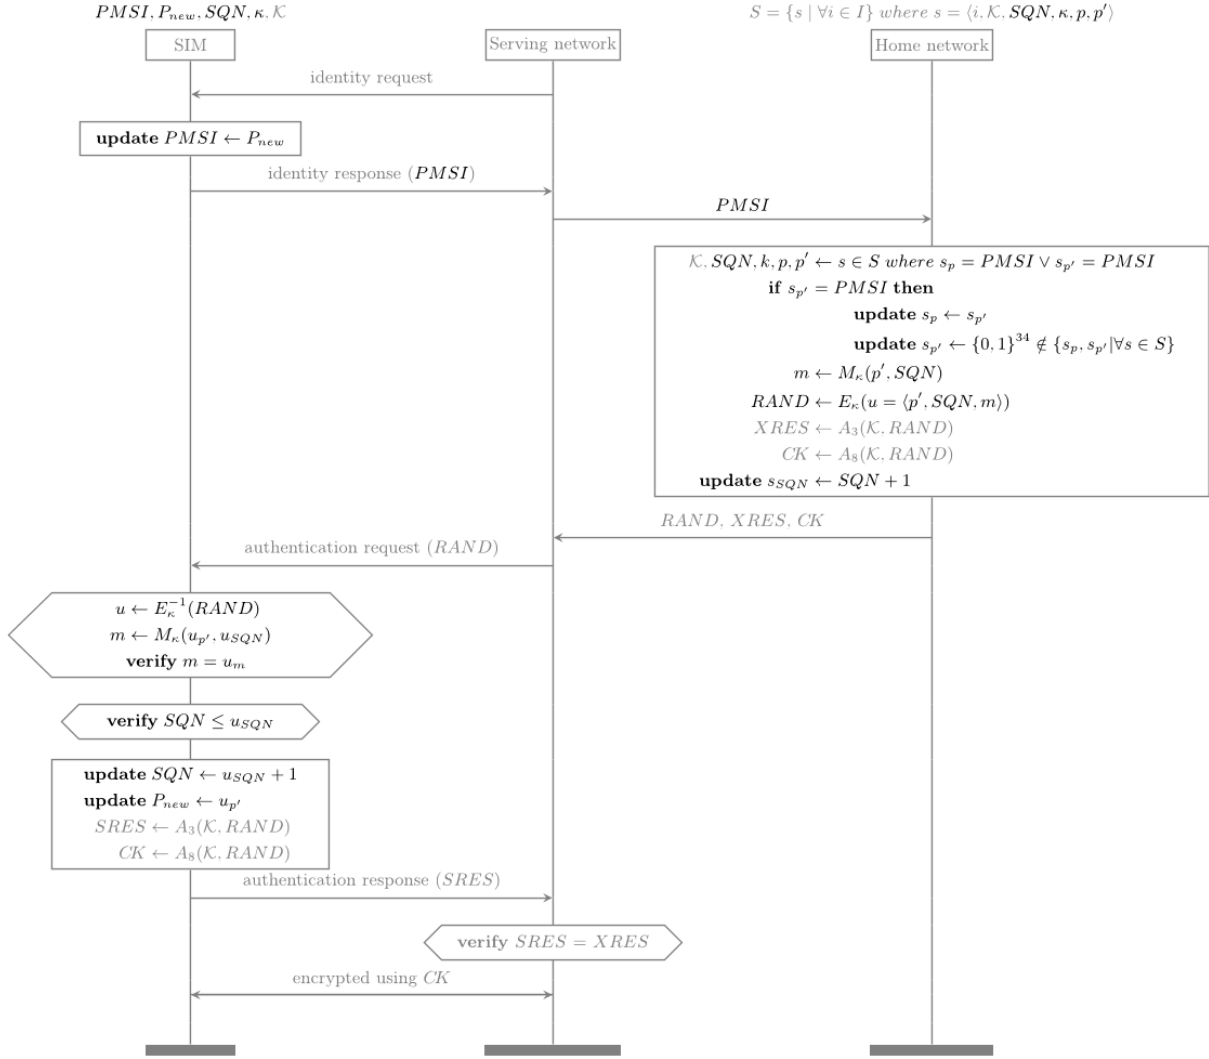 PMSI, P_new, SQN, κ, 𝒦
S = {s | ∀i ∈ I} where s = ⟨i, 𝒦, SQN, κ, p, p′⟩
SIM
Serving network
Home network
identity request
update PMSI ← P_new
identity response (PMSI)
PMSI
𝒦, SQN, k, p, p′ ← s ∈ S where s_p = PMSI ∨ s_p′ = PMSI
if s_p′ = PMSI then
update s_p ← s_p′
update s_p′ ← {0, 1}^34 ∉ {s_p, s_p′|∀s ∈ S}
m ← M_κ(p′, SQN)
RAND ← E_κ(u = ⟨p′, SQN, m⟩)
XRES ← A_3(𝒦, RAND)
CK ← A_8(𝒦, RAND)
update s_SQN ← SQN + 1
RAND, XRES, CK
authentication request (RAND)
u ← E_κ^−1(RAND)
m ← M_κ(u_p′, u_SQN)
verify m = u_m
verify SQN ≤ u_SQN
update SQN ← u_SQN + 1
update P_new ← u_p′
SRES ← A_3(𝒦, RAND)
CK ← A_8(𝒦, RAND)
authentication response (SRES)
verify SRES = XRES
encrypted using CK